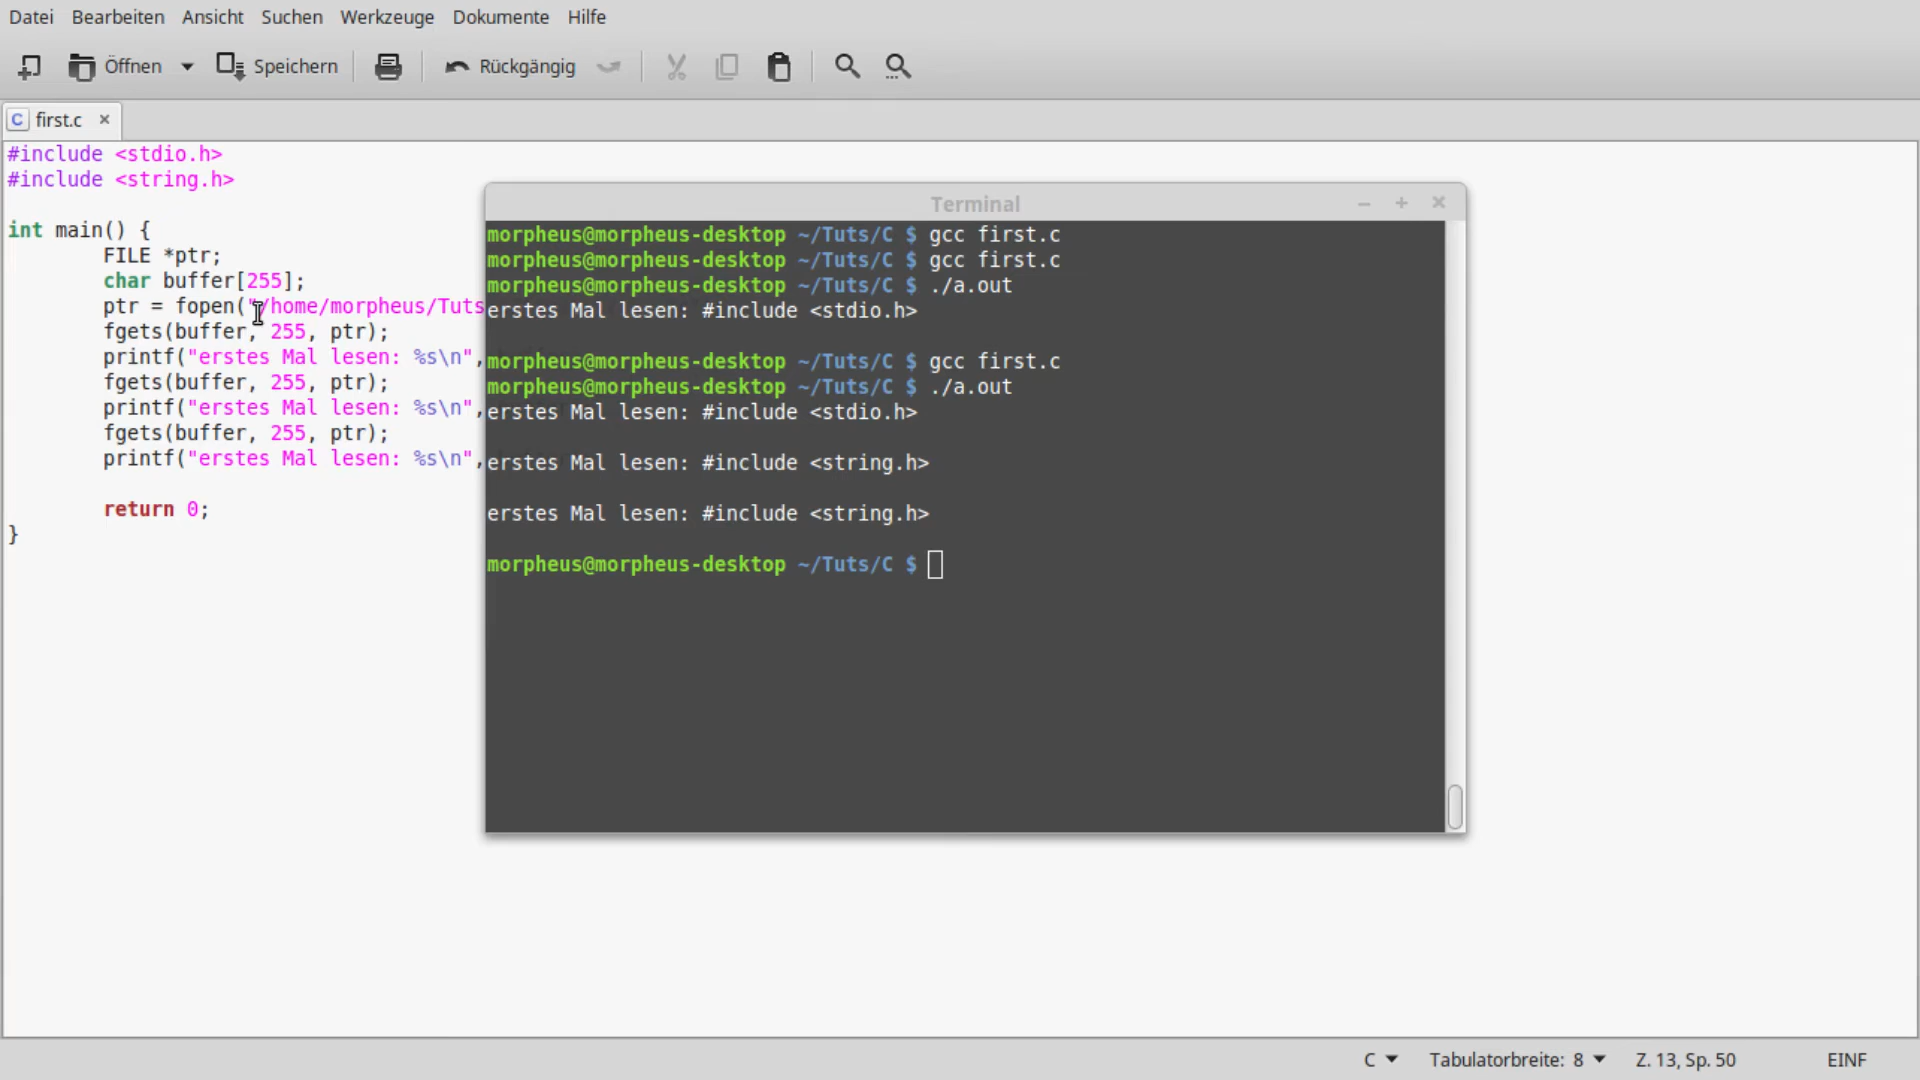 Datei Bearbeiten Ansicht Suchen Werkzeuge Dokumente Hilfe
Öffnen Speichern Rückgängig
C first.c ×
#include <stdio.h>
#include <string.h>
int main() {
FILE *ptr;
char buffer[255];
ptr = fopen("/home/morpheus/Tuts
fgets(buffer, 255, ptr);
printf("erstes Mal lesen: %s\n",
fgets(buffer, 255, ptr);
printf("erstes Mal lesen: %s\n",
fgets(buffer, 255, ptr);
printf("erstes Mal lesen: %s\n",
return 0;
}
Terminal
morpheus@morpheus-desktop ~/Tuts/C $ gcc first.c
morpheus@morpheus-desktop ~/Tuts/C $ gcc first.c
morpheus@morpheus-desktop ~/Tuts/C $ ./a.out
erstes Mal lesen: #include <stdio.h>
morpheus@morpheus-desktop ~/Tuts/C $ gcc first.c
morpheus@morpheus-desktop ~/Tuts/C $ ./a.out
erstes Mal lesen: #include <stdio.h>
erstes Mal lesen: #include <string.h>
erstes Mal lesen: #include <string.h>
morpheus@morpheus-desktop ~/Tuts/C $
C Tabulatorbreite: 8 Z. 13, Sp. 50 EINF